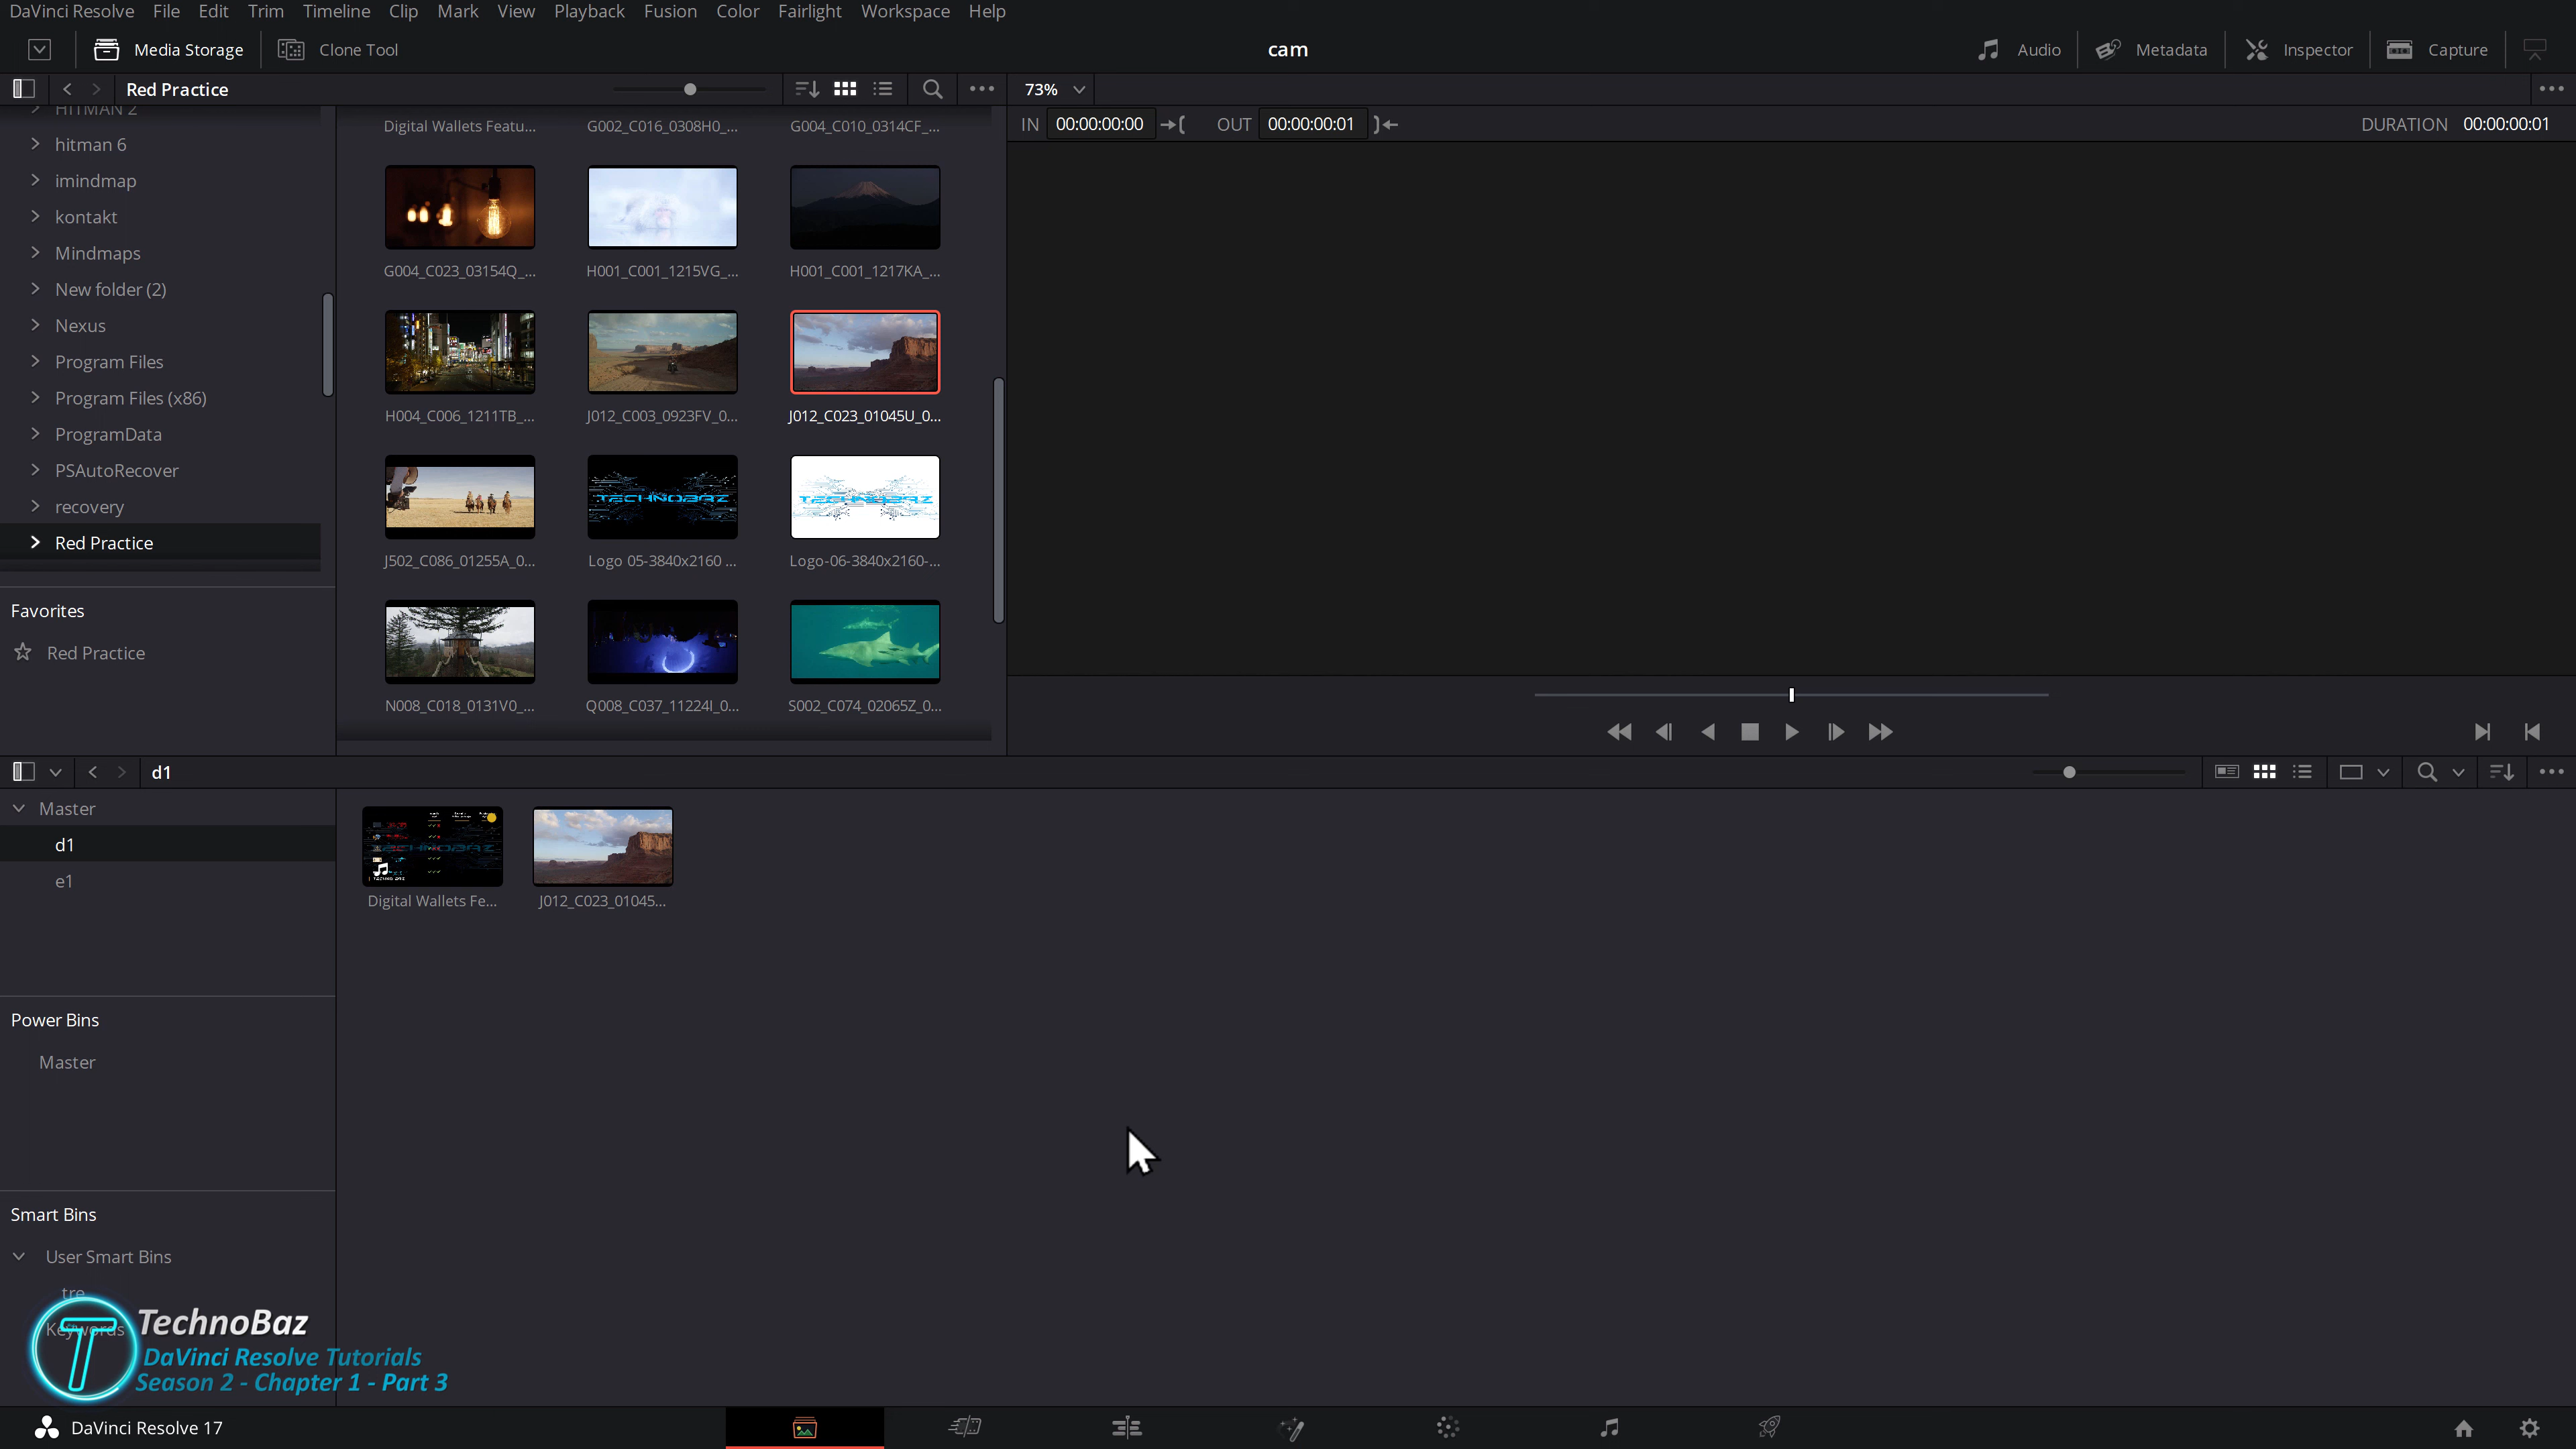 DaVinci Resolve File Edit Trim Timeline Clip Mark View Playback Fusion Color Fairlight Workspace Help
Media Storage Clone Tool cam Audio Metadata Inspector Capture
Red Practice 73%
IN 00:00:00:00 OUT 00:00:00:01 DURATION 00:00:00:01
HITMAN 2
hitman 6
imindmap
kontakt
Mindmaps
New folder (2)
Nexus
Program Files
Program Files (x86)
ProgramData
PSAutoRecover
recovery
Red Practice
Favorites
Red Practice
Digital Wallets Featu... G002_C016_0308H0_... G004_C010_0314CF_...
G004_C023_03154Q_... H001_C001_1215VG_... H001_C001_1217KA_...
H004_C006_1211TB_... J012_C003_0923FV_0... J012_C023_01045U_0...
TECHNOBAZ TECHNOBAZ
J502_C086_01255A_0... Logo 05-3840x2160 ... Logo-06-3840x2160-...
N008_C018_0131V0_... Q008_C037_11224I_0... S002_C074_02065Z_0...
d1
Master
d1
e1
Digital Wallets Fe... J012_C023_01045...
Power Bins
Master
Smart Bins
User Smart Bins
tre
Keywords
TechnoBaz
DaVinci Resolve Tutorials
Season 2 - Chapter 1 - Part 3
DaVinci Resolve 17